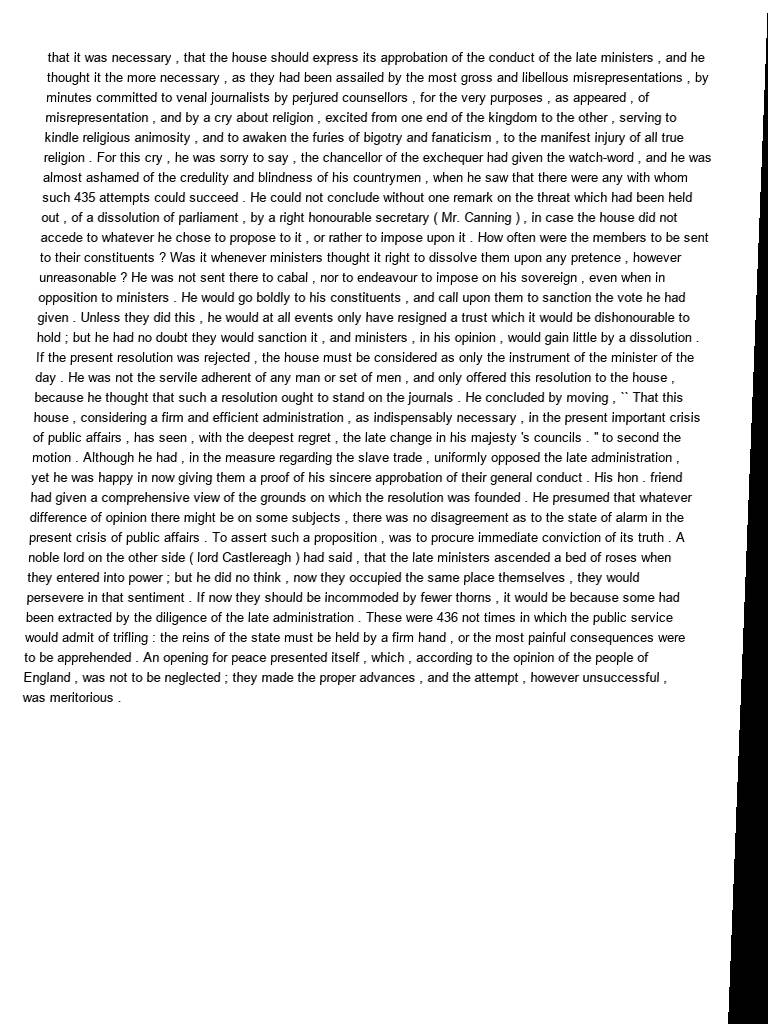 that it was necessary , that the house should express its approbation of the conduct of the late ministers , and he
thought it the more necessary , as they had been assailed by the most gross and libellous misrepresentations , by
minutes committed to venal journalists by perjured counsellors , for the very purposes , as appeared , of
misrepresentation , and by a cry about religion , excited from one end of the kingdom to the other , serving to
kindle religious animosity , and to awaken the furies of bigotry and fanaticism , to the manifest injury of all true
religion . For this cry , he was sorry to say , the chancellor of the exchequer had given the watch-word , and he was
almost ashamed of the credulity and blindness of his countrymen , when he saw that there were any with whom
such 435 attempts could succeed . He could not conclude without one remark on the threat which had been held
out , of a dissolution of parliament , by a right honourable secretary ( Mr. Canning ) , in case the house did not
accede to whatever he chose to propose to it , or rather to impose upon it . How often were the members to be sent
to their constituents ? Was it whenever ministers thought it right to dissolve them upon any pretence , however
unreasonable ? He was not sent there to cabal , nor to endeavour to impose on his sovereign , even when in
opposition to ministers . He would go boldly to his constituents , and call upon them to sanction the vote he had
given . Unless they did this , he would at all events only have resigned a trust which it would be dishonourable to
hold ; but he had no doubt they would sanction it , and ministers , in his opinion , would gain little by a dissolution .
If the present resolution was rejected , the house must be considered as only the instrument of the minister of the
day . He was not the servile adherent of any man or set of men , and only offered this resolution to the house ,
because he thought that such a resolution ought to stand on the journals . He concluded by moving , `` That this
house , considering a firm and efficient administration , as indispensably necessary , in the present important crisis
of public affairs , has seen , with the deepest regret , the late change in his majesty 's councils . '' to second the
motion . Although he had , in the measure regarding the slave trade , uniformly opposed the late administration ,
yet he was happy in now giving them a proof of his sincere approbation of their general conduct . His hon . friend
had given a comprehensive view of the grounds on which the resolution was founded . He presumed that whatever
difference of opinion there might be on some subjects , there was no disagreement as to the state of alarm in the
present crisis of public affairs . To assert such a proposition , was to procure immediate conviction of its truth . A
noble lord on the other side ( lord Castlereagh ) had said , that the late ministers ascended a bed of roses when
they entered into power ; but he did no think , now they occupied the same place themselves , they would
persevere in that sentiment . If now they should be incommoded by fewer thorns , it would be because some had
been extracted by the diligence of the late administration . These were 436 not times in which the public service
would admit of trifling : the reins of the state must be held by a firm hand , or the most painful consequences were
to be apprehended . An opening for peace presented itself , which , according to the opinion of the people of
England , was not to be neglected ; they made the proper advances , and the attempt , however unsuccessful ,
was meritorious .